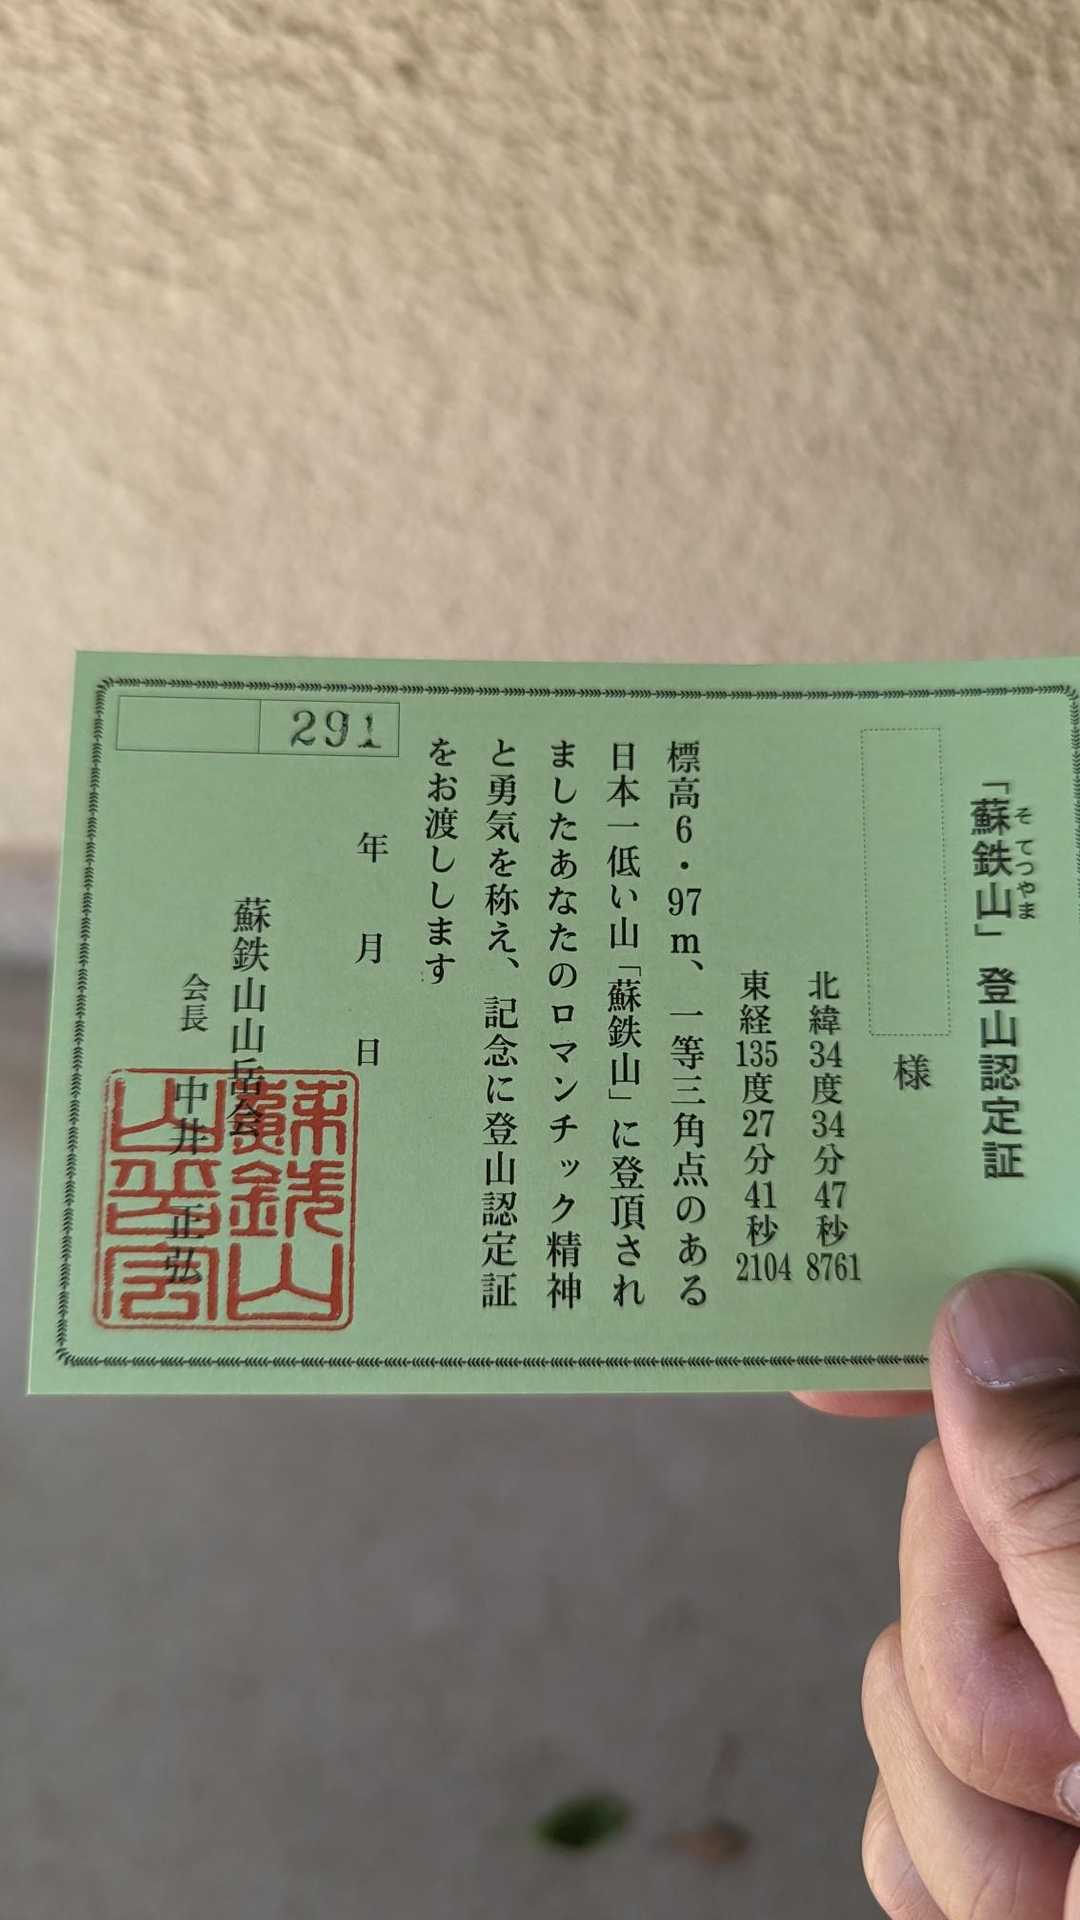 「蘇鉄山」登山認定証
そてつやま
様
北緯34度34分47秒8761
東経135度27分41秒2104
標高6・97m、一等三角点のある
日本一低い山「蘇鉄山」に登頂され
ましたあなたのロマンチック精神
と勇気を称え、記念に登山認定証
をお渡しします
年 月 日
蘇鉄山山岳会
会長 中井 正弘
291
蘇鉄山
山岳会